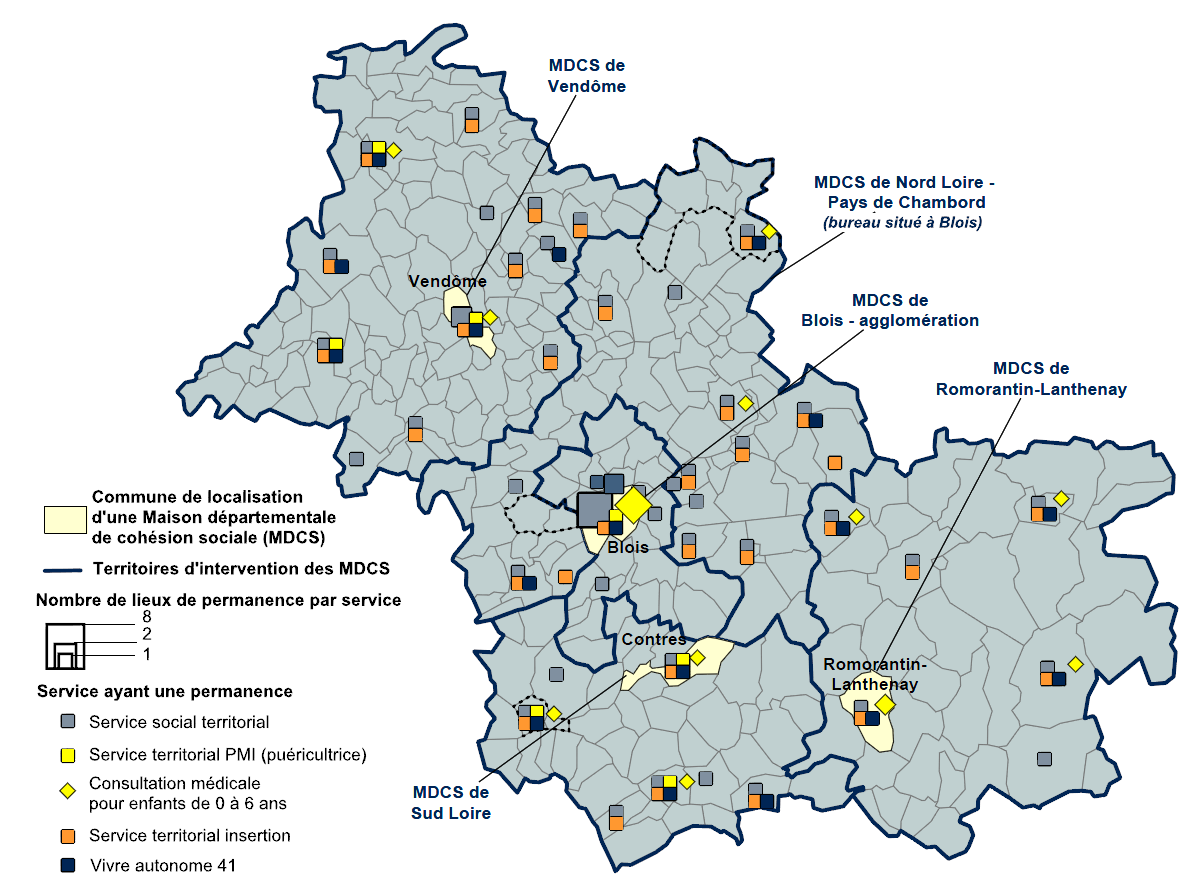 MDCS de
Vendôme
MDCS de Nord Loire -
Pays de Chambord
(bureau situé à Blois)
MDCS de
Blois - agglomération
MDCS de
Romorantin-Lanthenay
Vendôme
Blois
Contres
Romorantin-
Lanthenay
MDCS de
Sud Loire
Commune de localisation
d'une Maison départementale
de cohésion sociale (MDCS)
Territoires d'intervention des MDCS
Nombre de lieux de permanence par service
8
2
1
Service ayant une permanence
Service social territorial
Service territorial PMI (puéricultrice)
Consultation médicale
pour enfants de 0 à 6 ans
Service territorial insertion
Vivre autonome 41